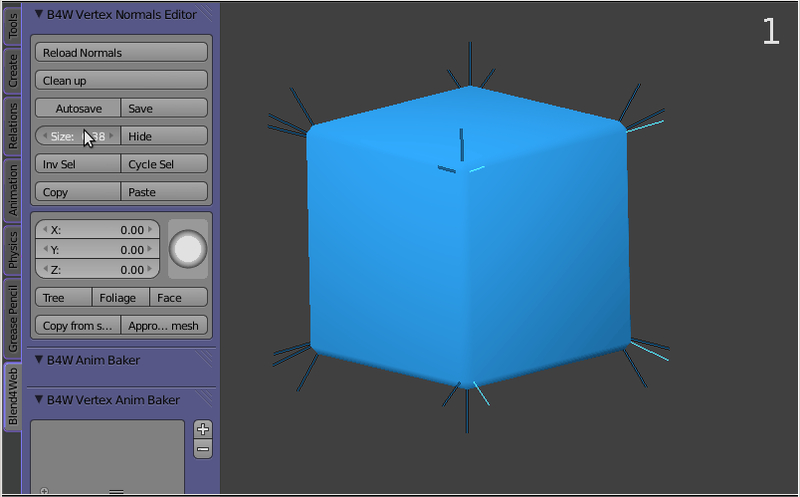 Tools
Create
Relations
Animation
Physics
Grease Pencil
Blend4Web
B4W Vertex Normals Editor
Reload Normals
Clean up
Autosave Save
Size: Hide
Inv Sel Cycle Sel
Copy Paste
X: 0.00
Y: 0.00
Z: 0.00
Tree Foliage Face
Copy from s... Appro... mesh
B4W Anim Baker
B4W Vertex Anim Baker
1